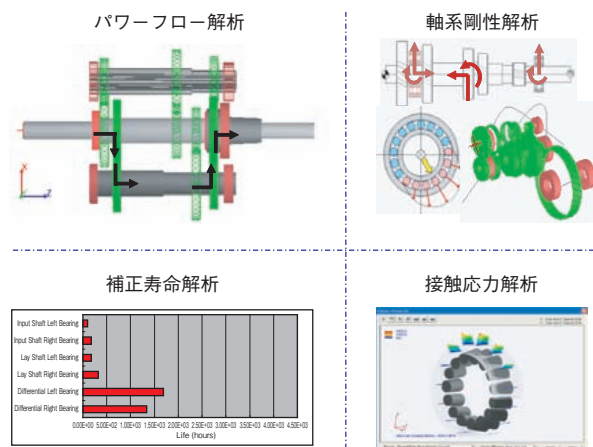 パワーフロー解析
軸系剛性解析
X
Z
補正寿命解析
接触応力解析
Input Shaft Left Bearing
Input Shaft Right Bearing
Lay Shaft Left Bearing
Lay Shaft Right Bearing
Differential Left Bearing
Differential Right Bearing
0.00E+00 5.00E+02 1.00E+03 1.50E+03 2.00E+03 2.50E+03 3.00E+03 3.50E+03 4.00E+03 4.50E+03
Life (hours)